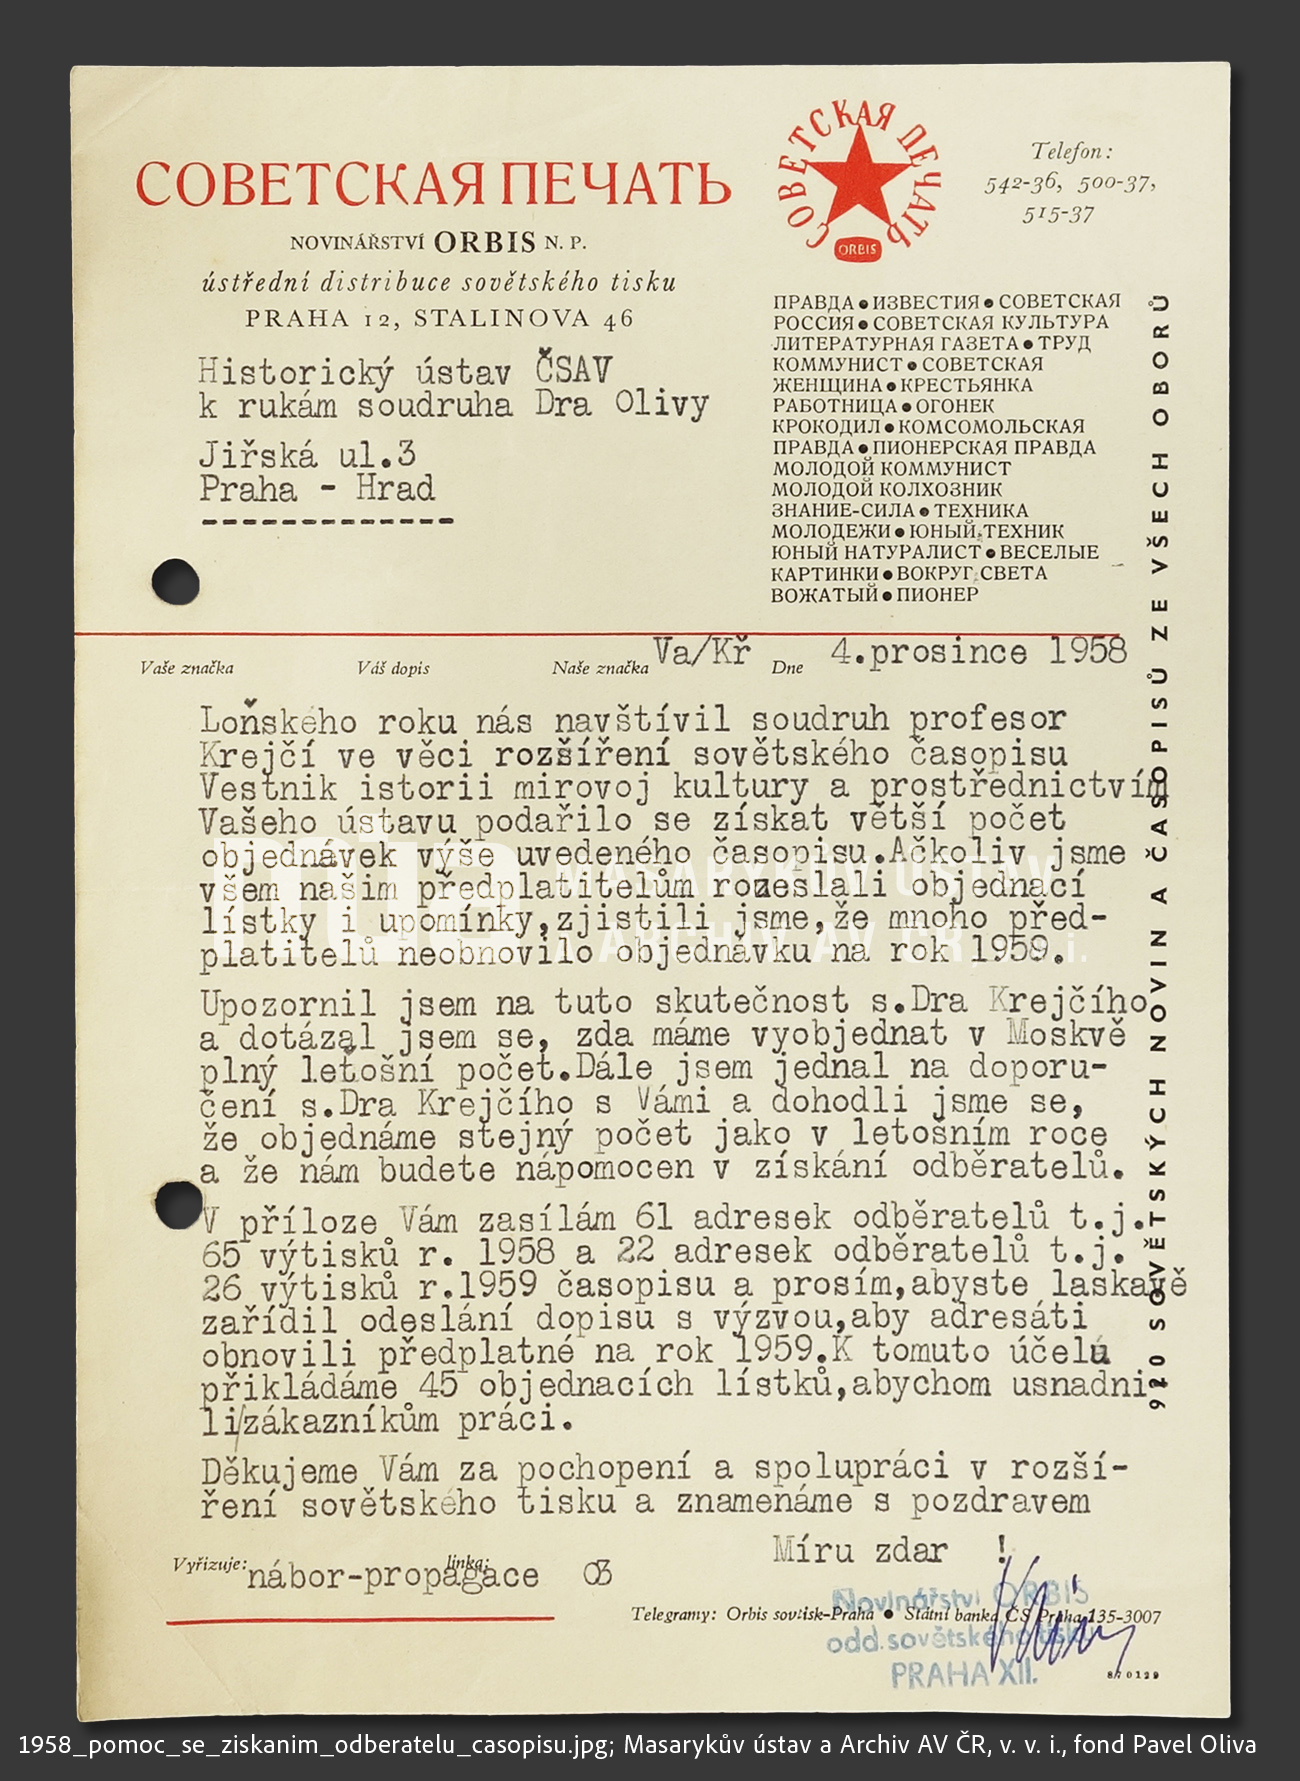 СОВЕТСКАЯ ПЕЧАТЬ
NOVINÁŘSTVÍ ORBIS N. P.
ústřední distribuce sovětského tisku
PRAHA 12, STALINOVA 46
СОВЕТСКАЯ ПЕЧАТЬ
ORBIS
Telefon:
542-36, 500-37,
515-37
Historický ústav ČSAV
k rukám soudruha Dra Olivy
Jiřská ul.3
Praha - Hrad
-------------
ПРАВДА ● ИЗВЕСТИЯ ● СОВЕТСКАЯ
РОССИЯ ● СОВЕТСКАЯ КУЛЬТУРА
ЛИТЕРАТУРНАЯ ГАЗЕТА ● ТРУД
КОММУНИСТ ● СОВЕТСКАЯ
ЖЕНЩИНА ● КРЕСТЬЯНКА
РАБОТНИЦА ● ОГОНЕК
КРОКОДИЛ ● КОМСОМОЛЬСКАЯ
ПРАВДА ● ПИОНЕРСКАЯ ПРАВДА
МОЛОДОЙ КОММУНИСТ
МОЛОДОЙ КОЛХОЗНИК
ЗНАНИЕ-СИЛА ● ТЕХНИКА
МОЛОДЕЖИ ● ЮНЫЙ ТЕХНИК
ЮНЫЙ НАТУРАЛИСТ ● ВЕСЕЛЫЕ
КАРТИНКИ ● ВОКРУГ СВЕТА
ВОЖАТЫЙ ● ПИОНЕР
920 SOVĚTSKÝCH NOVIN A ČASOPISŮ ZE VŠECH OBORŮ
Vaše značka Váš dopis Naše značka Va/Kř Dne 4.prosince 1958
Loňského roku nás navštívil soudruh profesor
Krejčí ve věci rozšíření sovětského časopisu
Vestnik istorii mirovoj kultury a prostřednictvím
Vašeho ústavu podařilo se získat větší počet
objednávek výše uvedeného časopisu.Ačkoliv jsme
všem našim předplatitelům rozeslali objednací
lístky i upomínky,zjistili jsme,že mnoho před-
platitelů neobnovilo objednávku na rok 1959.
Upozornil jsem na tuto skutečnost s.Dra Krejčího
a dotázal jsem se, zda máme vyobjednat v Moskvě
plný letošní počet.Dále jsem jednal na doporu-
čení s.Dra Krejčího s Vámi a dohodli jsme se,
že objednáme stejný počet jako v letošním roce
a že nám budete nápomocen v získání odběratelů.
V příloze Vám zasílám 61 adresek odběratelů t.j.
65 výtisků r. 1958 a 22 adresek odběratelů t.j.
26 výtisků r.1959 časopisu a prosím,abyste laskavě
zařídil odeslání dopisu s výzvou,aby adresáti
obnovili předplatné na rok 1959.K tomuto účelu
přikládáme 45 objednacích lístků,abychom usnadni-
li/zákazníkům práci.
Děkujeme Vám za pochopení a spolupráci v rozší-
ření sovětského tisku a znamenáme s pozdravem
Míru zdar !
Vyřizuje: nábor-propagace linka:
Novinářství ORBIS
Telegramy: Orbis sovtisk-Praha ● Státní banka ČS Praha 135-3007
odd.sovětského tisku
PRAHA XII.
870129
MASARYKŮV ÚSTAV
A ARCHIV AV ČR, v. v. i.
1958_pomoc_se_ziskanim_odberatelu_casopisu.jpg; Masarykův ústav a Archiv AV ČR, v. v. i., fond Pavel Oliva